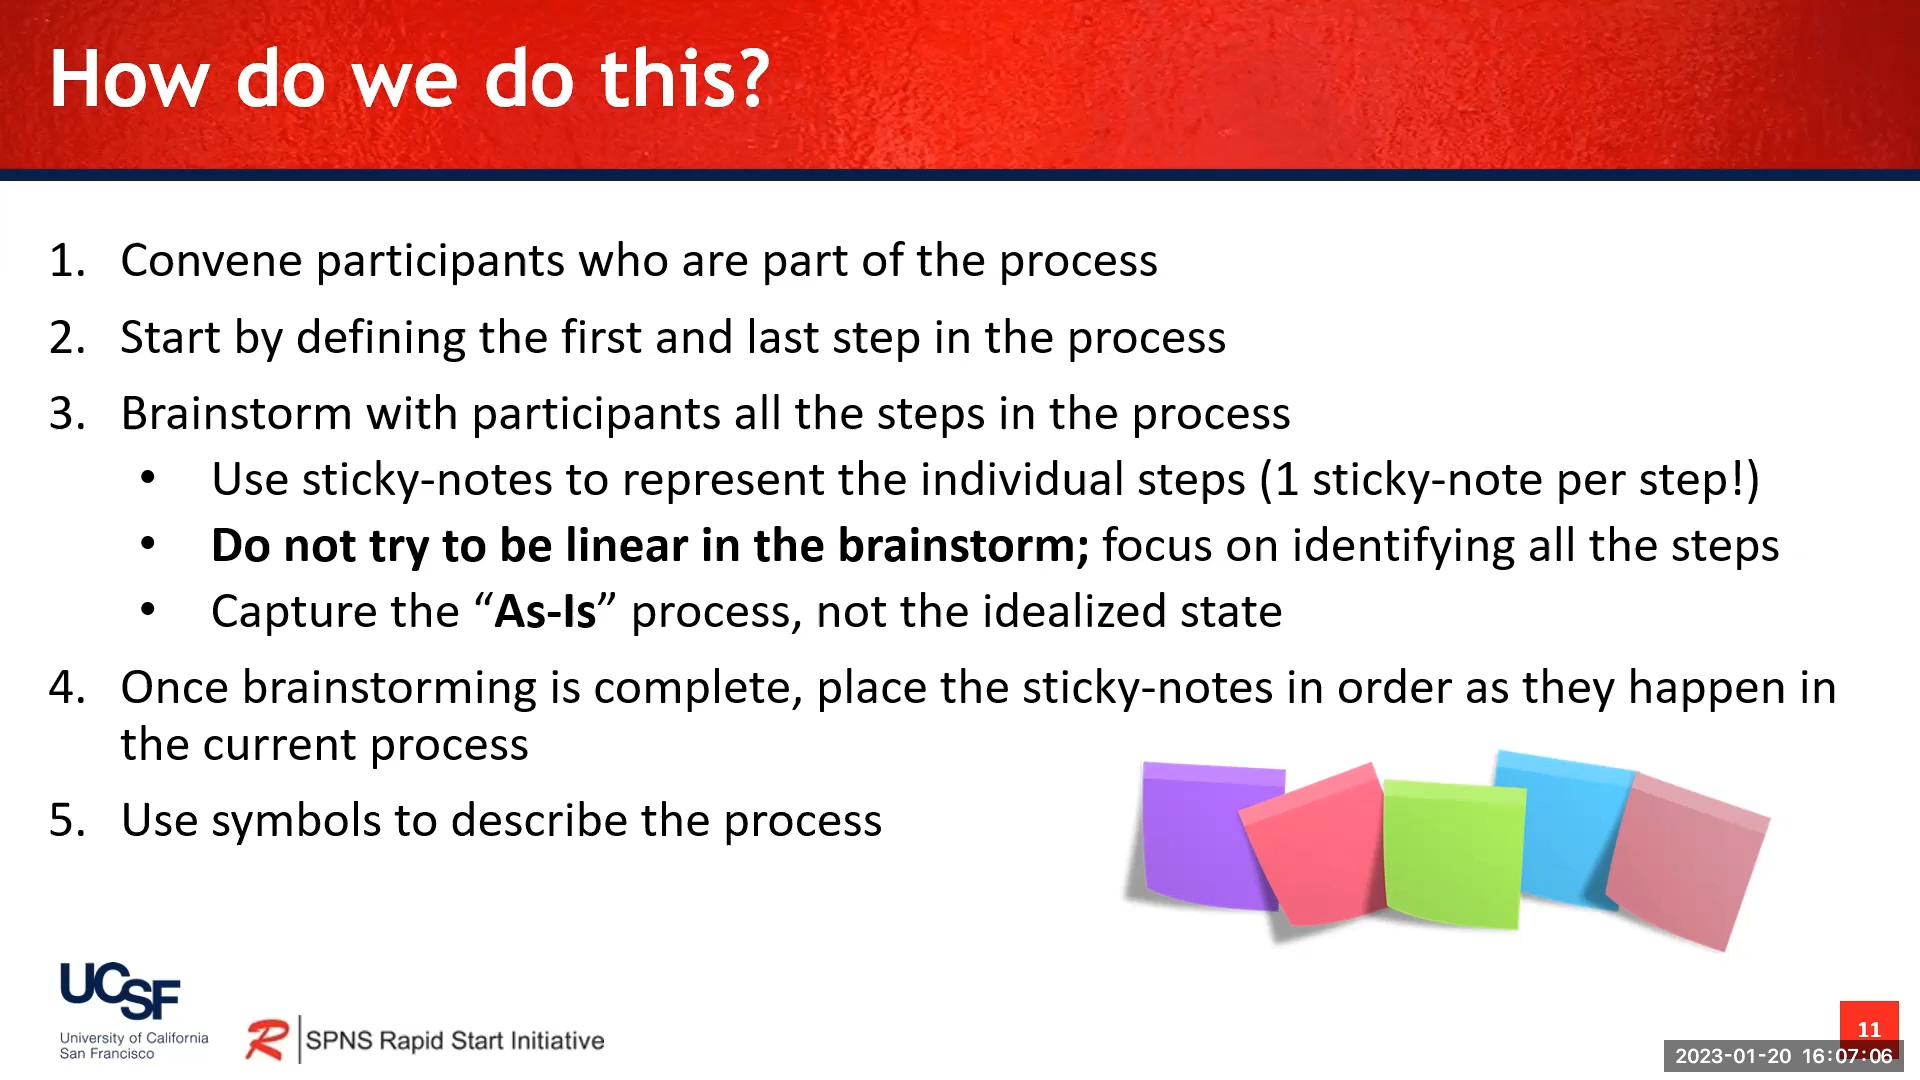 How do we do this?
1. Convene participants who are part of the process
2. Start by defining the first and last step in the process
3. Brainstorm with participants all the steps in the process
• Use sticky-notes to represent the individual steps (1 sticky-note per step!)
• Do not try to be linear in the brainstorm; focus on identifying all the steps
• Capture the “As-Is” process, not the idealized state
4. Once brainstorming is complete, place the sticky-notes in order as they happen in
the current process
5. Use symbols to describe the process
UCSF
University of California
San Francisco
R SPNS Rapid Start Initiative
11
2023-01-20 16:07:06